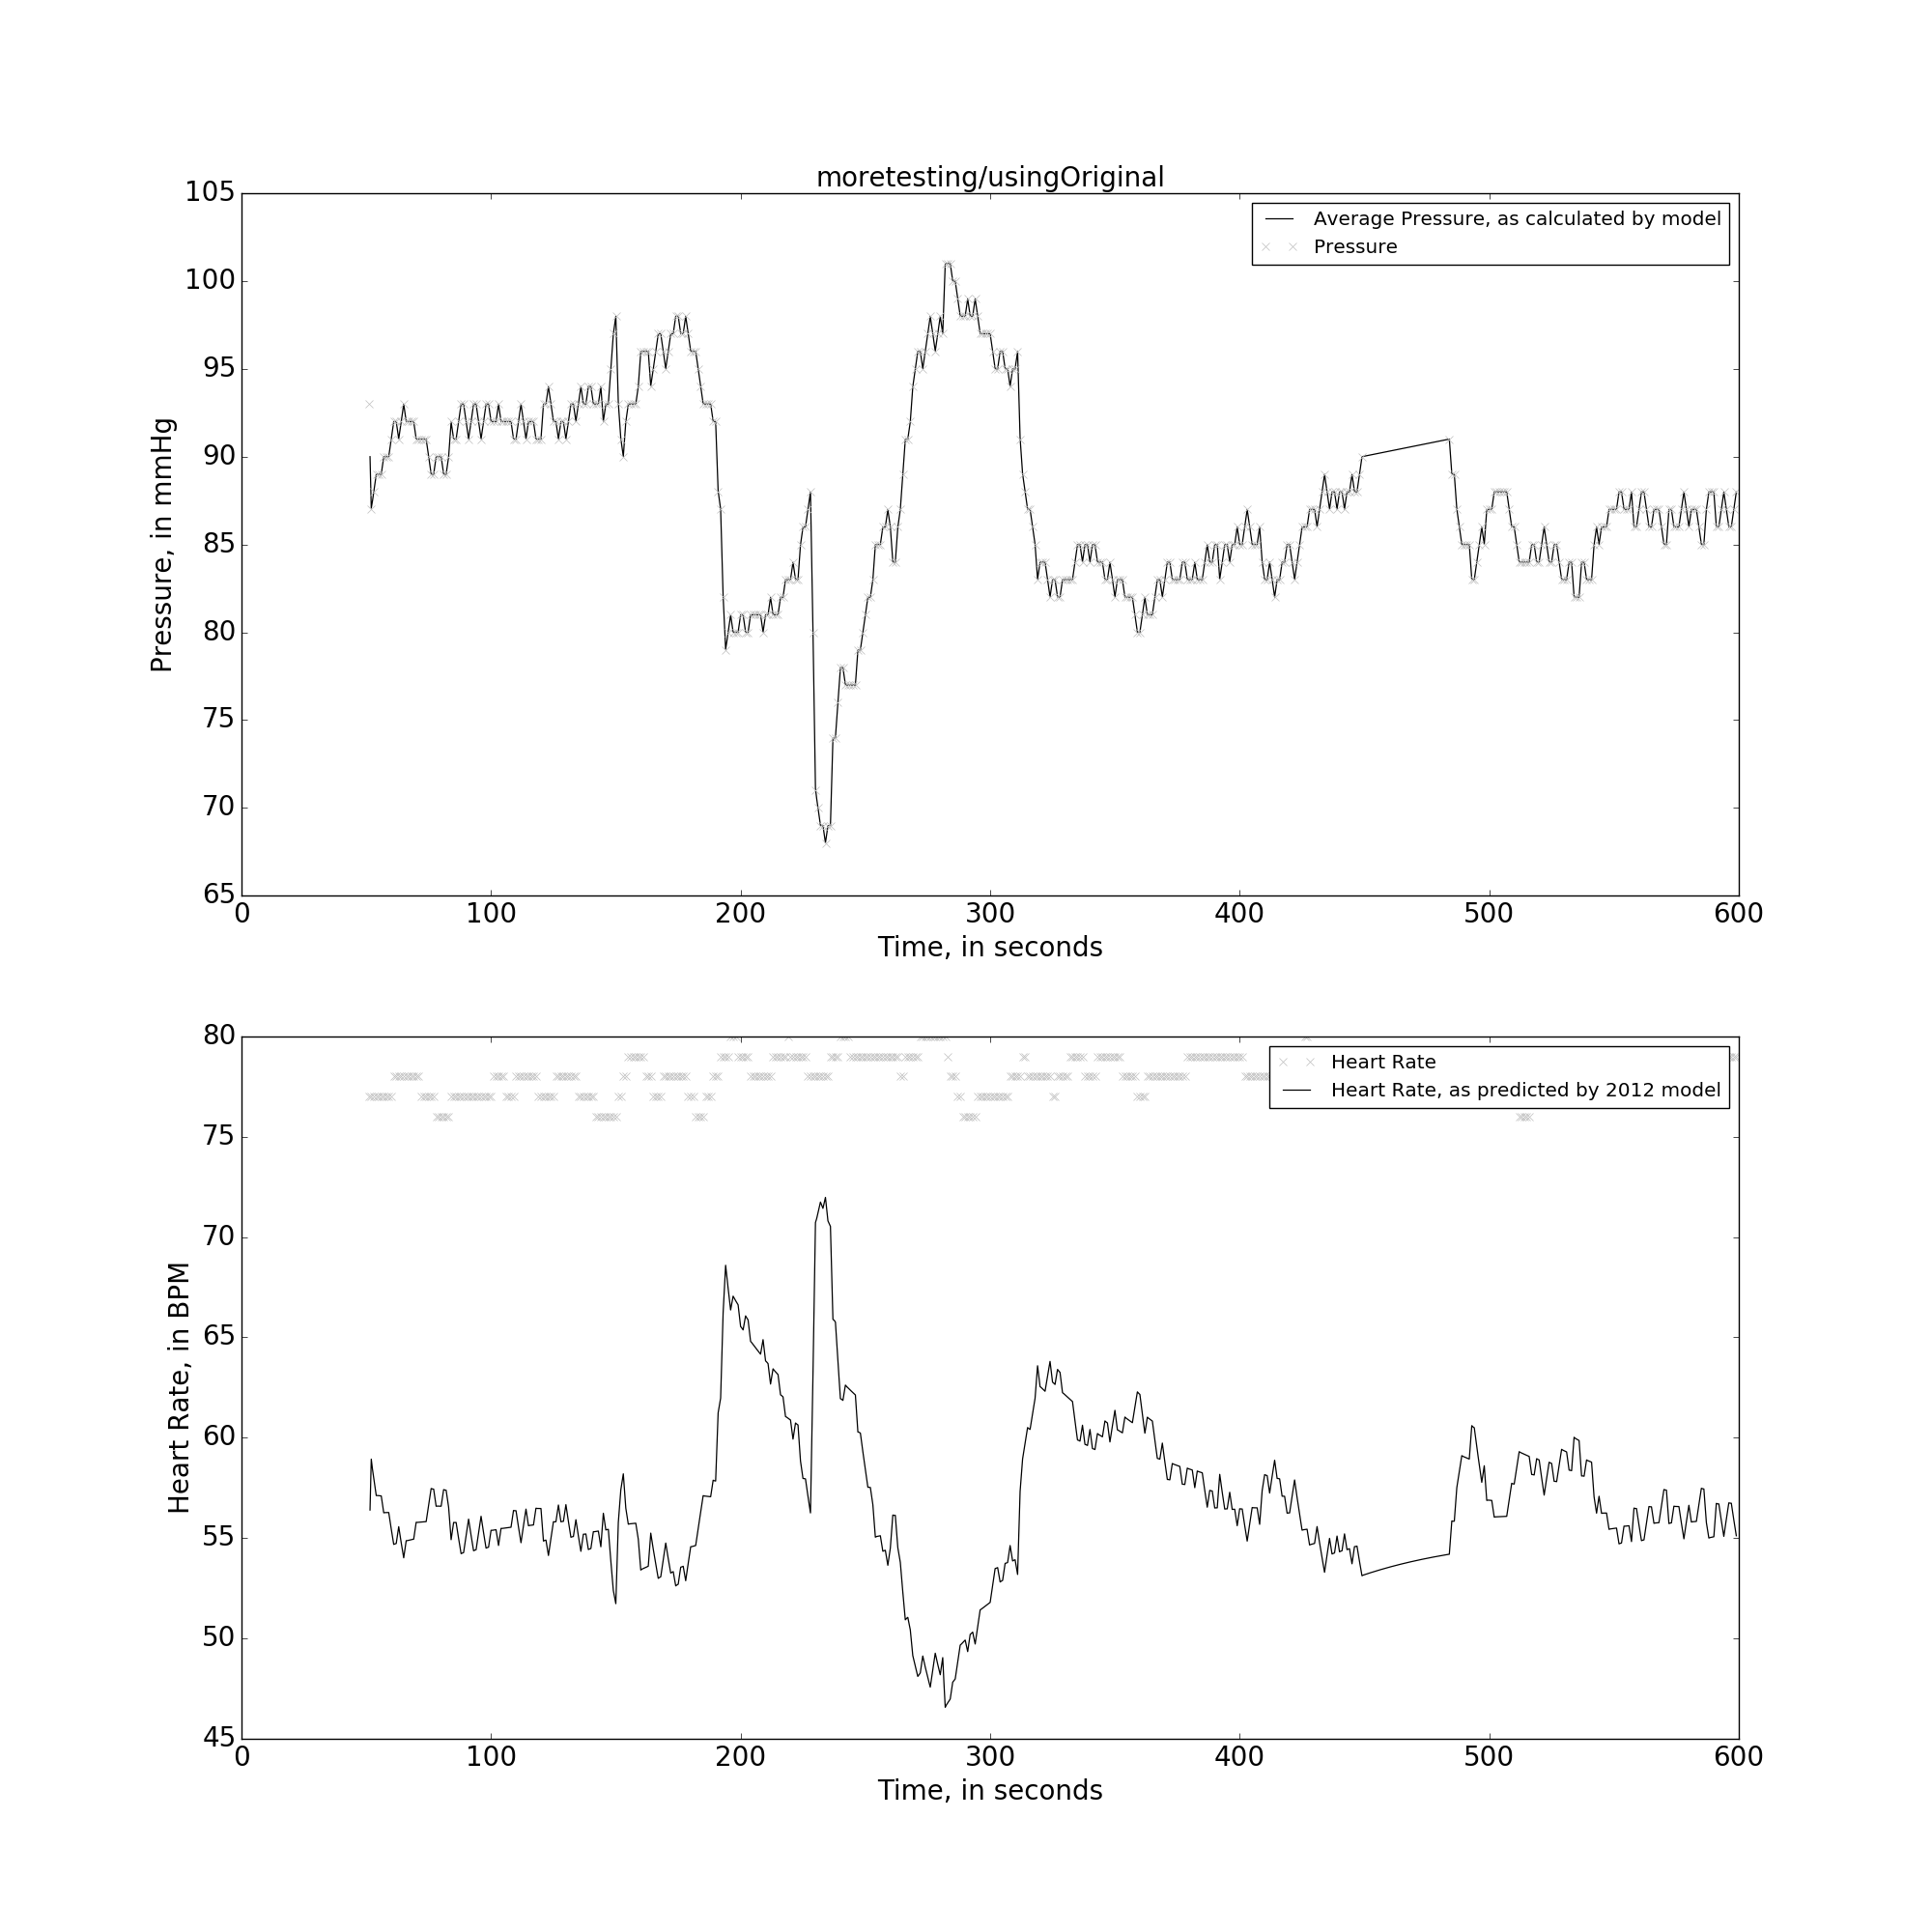 moretesting/usingOriginal
105
100
95
90
85
80
75
70
65
Pressure, in mmHg
Average Pressure, as calculated by model
Pressure
0 100 200 300 400 500 600
Time, in seconds
80
75
70
65
60
55
50
45
Heart Rate, in BPM
Heart Rate
Heart Rate, as predicted by 2012 model
0 100 200 300 400 500 600
Time, in seconds